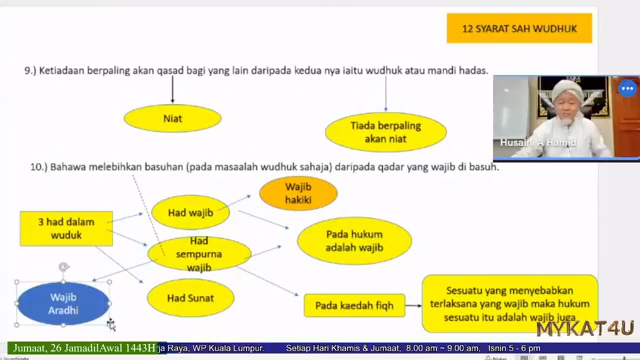 12 SYARAT SAH WUDHUK
9.) Ketiadaan berpaling akan qasad bagi yang lain daripada kedua nya iaitu wudhuk atau mandi hadas.
Niat
Tiada berpaling
akan niat
Husain A Hamid
10.) Bahawa melebihkan basuhan (pada masaalah wudhuk sahaja) daripada qadar yang wajib di basuh.
Wajib
hakiki
3 had dalam
wuduk
Had wajib
Had
sempurna
wajib
Had Sunat
Pada hukum
adalah wajib
Wajib
Aradhi
Pada kaedah fiqh
Sesuatu yang menyebabkan
terlaksana yang wajib maka hukum
sesuatu itu adalah wajib juga
MYKAT4U
Jumaat, 26 JamadilAwal 1443H Raya, WP Kuala Lumpur. Setiap Hari Khamis & Jumaat, 8.00 am ~ 9.00 am. Isnin 5 - 6 pm